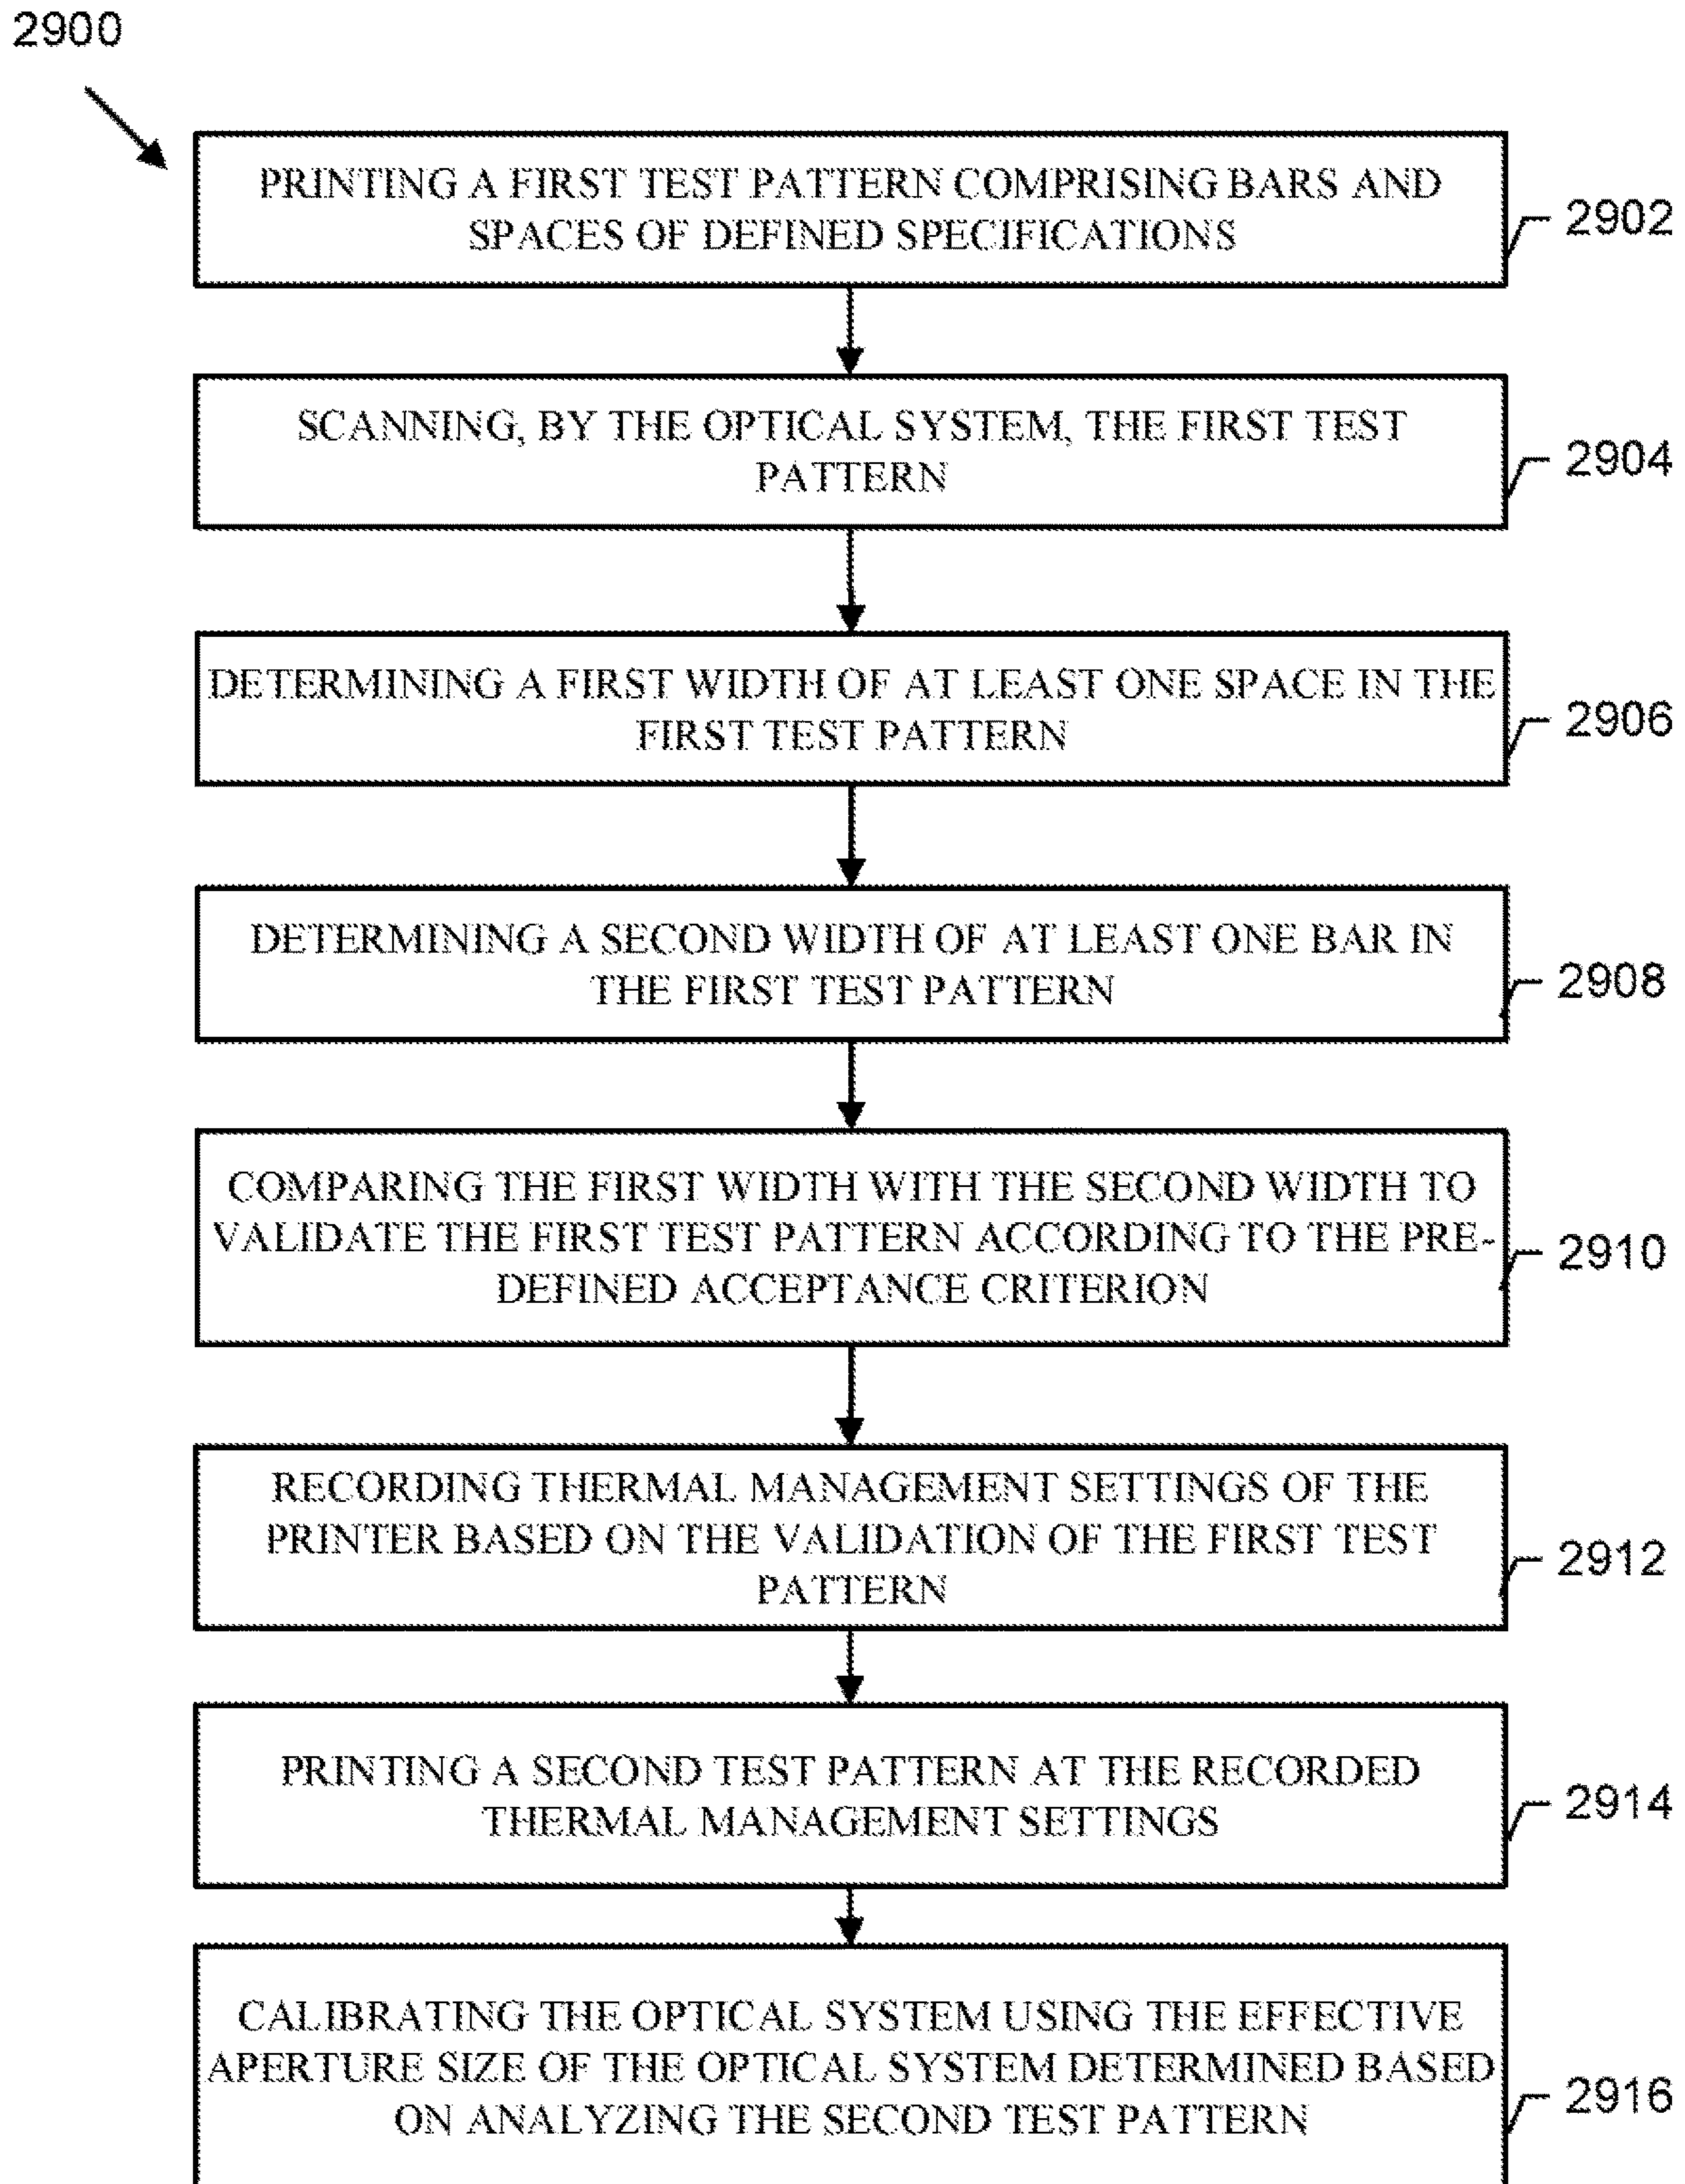 2900
PRINTING A FIRST TEST PATTERN COMPRISING BARS AND
SPACES OF DEFINED SPECIFICATIONS
2902
SCANNING, BY THE OPTICAL SYSTEM, THE FIRST TEST
PATTERN
2904
DETERMINING A FIRST WIDTH OF AT LEAST ONE SPACE IN THE
FIRST TEST PATTERN
2906
DETERMINING A SECOND WIDTH OF AT LEAST ONE BAR IN
THE FIRST TEST PATTERN
2908
COMPARING THE FIRST WIDTH WITH THE SECOND WIDTH TO
VALIDATE THE FIRST TEST PATTERN ACCORDING TO THE PRE-
DEFINED ACCEPTANCE CRITERION
2910
RECORDING THERMAL MANAGEMENT SETTINGS OF THE
PRINTER BASED ON THE VALIDATION OF THE FIRST TEST
PATTERN
2912
PRINTING A SECOND TEST PATTERN AT THE RECORDED
THERMAL MANAGEMENT SETTINGS
2914
CALIBRATING THE OPTICAL SYSTEM USING THE EFFECTIVE
APERTURE SIZE OF THE OPTICAL SYSTEM DETERMINED BASED
ON ANALYZING THE SECOND TEST PATTERN
2916